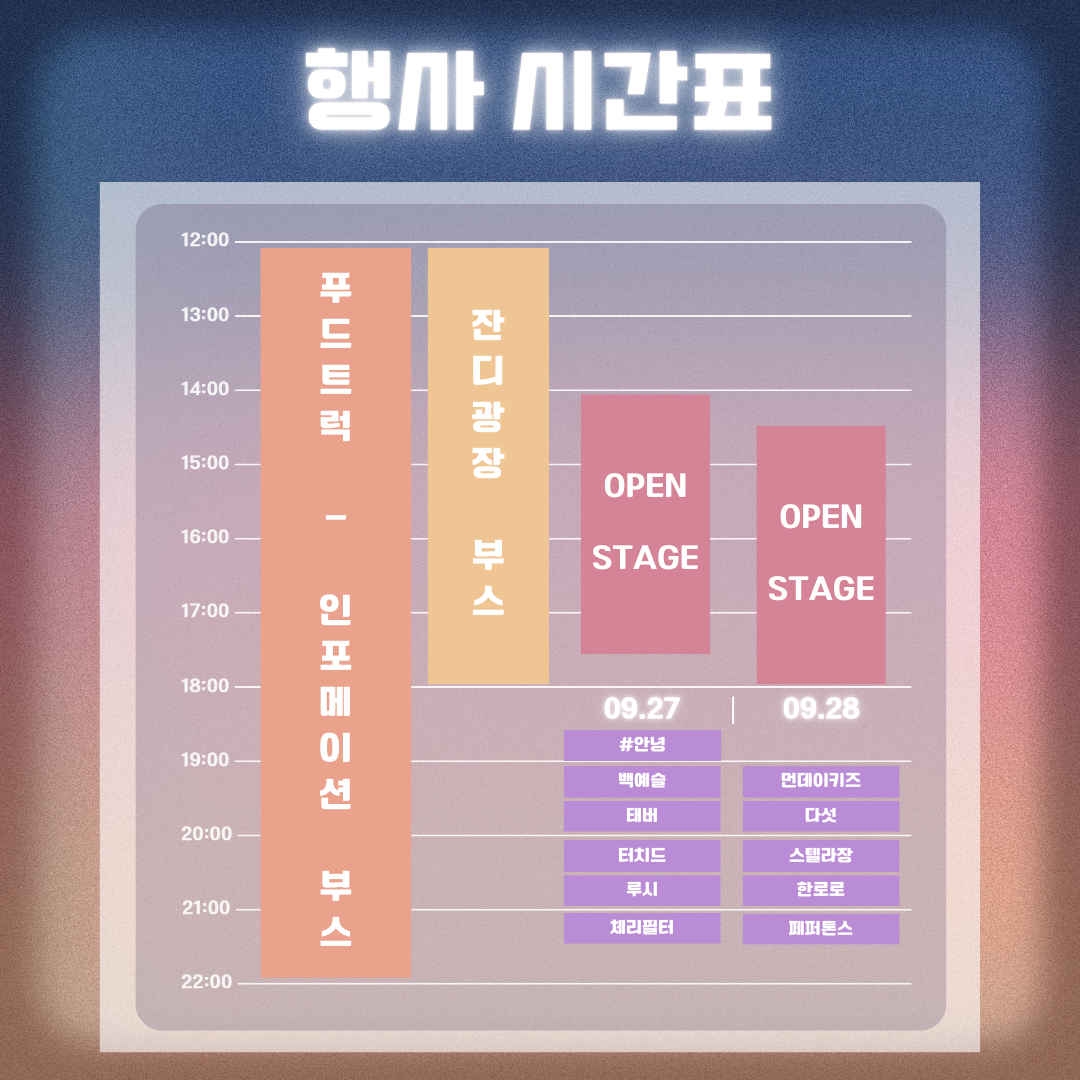 행사 시간표
12:00
13:00
14:00
15:00
16:00
17:00
18:00
19:00
20:00
21:00
22:00
푸드트럭 - 인포메이션 부스
잔디광장 부스
OPEN
STAGE
OPEN
STAGE
09.27 | 09.28
#안녕
백예슬
태버
터치드
루시
체리필터
먼데이키즈
다섯
스텔라장
한로로
페퍼톤스